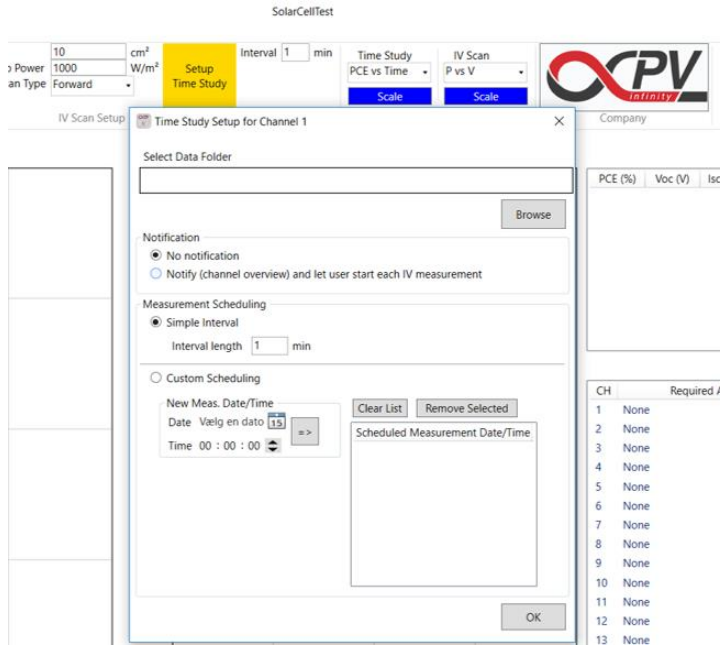 SolarCellTest
10 cm²
Power 1000 W/m²
an Type Forward
IV Scan Setup
Setup
Time Study
Interval 1 min
Time Study
PCE vs Time
Scale
IV Scan
P vs V
Scale
PV
infinity
Company
Time Study Setup for Channel 1
Select Data Folder
Browse
Notification
No notification
Notify (channel overview) and let user start each IV measurement
Measurement Scheduling
Simple Interval
Interval length 1 min
Custom Scheduling
New Meas. Date/Time
Date Vælg en dato 15
Time 00 : 00 : 00
=>
Clear List Remove Selected
Scheduled Measurement Date/Time
OK
PCE (%) Voc (V) Isc
CH Required A
1 None
2 None
3 None
4 None
5 None
6 None
7 None
8 None
9 None
10 None
11 None
12 None
13 None